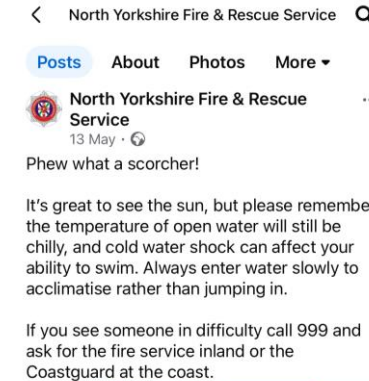 North Yorkshire Fire & Rescue Service
Posts About Photos More
North Yorkshire Fire & Rescue
Service
13 May ·
Phew what a scorcher!
It's great to see the sun, but please remembe
the temperature of open water will still be
chilly, and cold water shock can affect your
ability to swim. Always enter water slowly to
acclimatise rather than jumping in.
If you see someone in difficulty call 999 and
ask for the fire service inland or the
Coastguard at the coast.